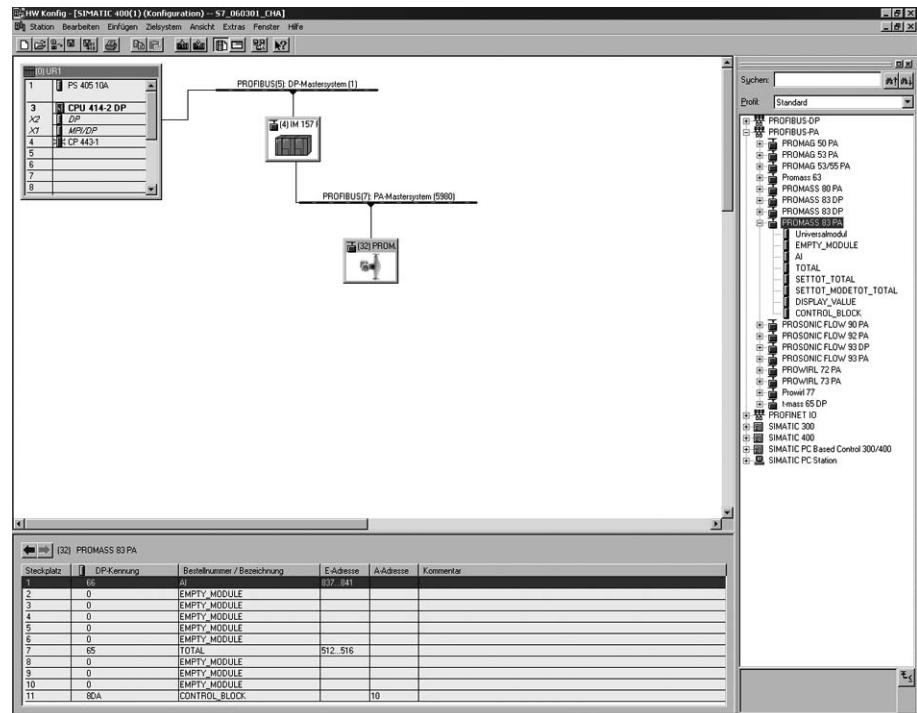 HW Konfig - [SIMATIC 400(1) (Konfiguration) -- S7_060301_CHA]
Station Bearbeiten Einfügen Zielsystem Ansicht Extras Fenster Hilfe
(0) UR1
1 PS 405 10A
3 CPU 414-2 DP
X2 DP
X1 MPI/DP
4 CP 443-1
5
6
7
8
PROFIBUS(5): DP-Mastersystem (1)
(4) IM 157
PROFIBUS(7): PA-Mastersystem (5980)
(32) PROM
Suchen:
Profil: Standard
PROFIBUS-DP
PROFIBUS-PA
PROMAG 50 PA
PROMAG 53 PA
PROMAG 53/55 PA
Promass 63
PROMASS 80 PA
PROMASS 83 DP
PROMASS 83 DP
PROMASS 83 PA
Universalmodul
EMPTY_MODULE
AI
TOTAL
SETTOT_TOTAL
SETTOT_MODETOT_TOTAL
DISPLAY_VALUE
CONTROL_BLOCK
PROSONIC FLOW 90 PA
PROSONIC FLOW 92 PA
PROSONIC FLOW 93 DP
PROSONIC FLOW 93 PA
PROWIRL 72 PA
PROWIRL 73 PA
Prowirl 77
t-mass 65 DP
PROFINET IO
SIMATIC 300
SIMATIC 400
SIMATIC PC Based Control 300/400
SIMATIC PC Station
(32) PROMASS 83 PA
Steckplatz DP-Kennung Bestellnummer / Bezeichnung E-Adresse A-Adresse Kommentar
1 66 AI 837...841
2 0 EMPTY_MODULE
3 0 EMPTY_MODULE
4 0 EMPTY_MODULE
5 0 EMPTY_MODULE
6 0 EMPTY_MODULE
7 65 TOTAL 512...516
8 0 EMPTY_MODULE
9 0 EMPTY_MODULE
10 0 EMPTY_MODULE
11 8DA CONTROL_BLOCK 10